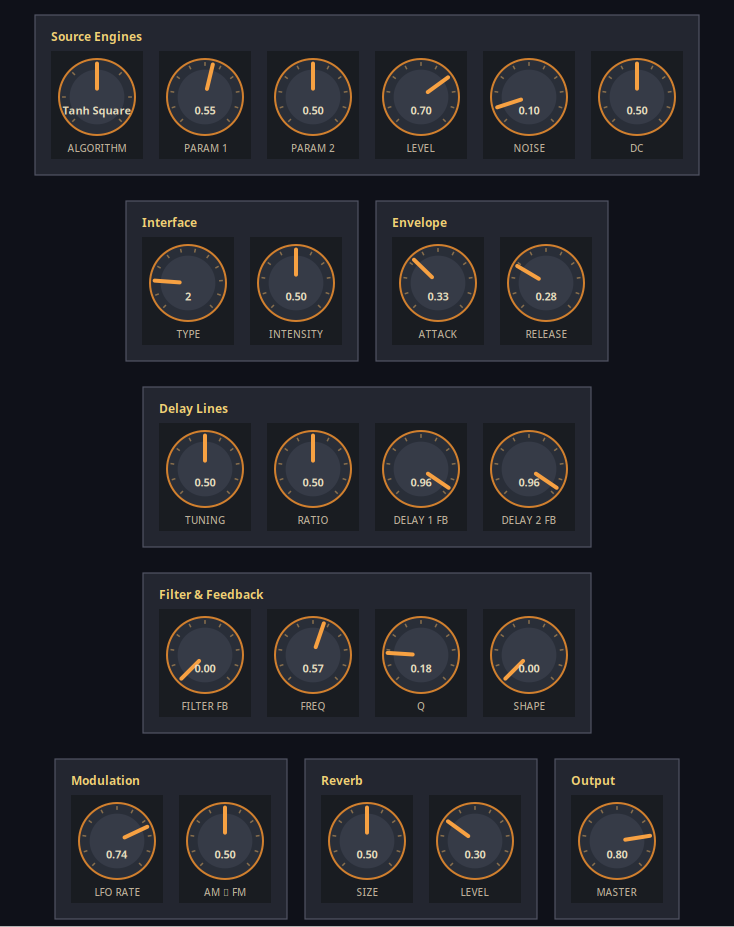 Source Engines
Tanh Square 0.55 0.50 0.70 0.10 0.50
ALGORITHM PARAM 1 PARAM 2 LEVEL NOISE DC
Interface
2 0.50
TYPE INTENSITY
Envelope
0.33 0.28
ATTACK RELEASE
Delay Lines
0.50 0.50 0.96 0.96
TUNING RATIO DELAY 1 FB DELAY 2 FB
Filter & Feedback
0.00 0.57 0.18 0.00
FILTER FB FREQ Q SHAPE
Modulation
0.74 0.50
LFO RATE AM ▯ FM
Reverb
0.50 0.30
SIZE LEVEL
Output
0.80
MASTER